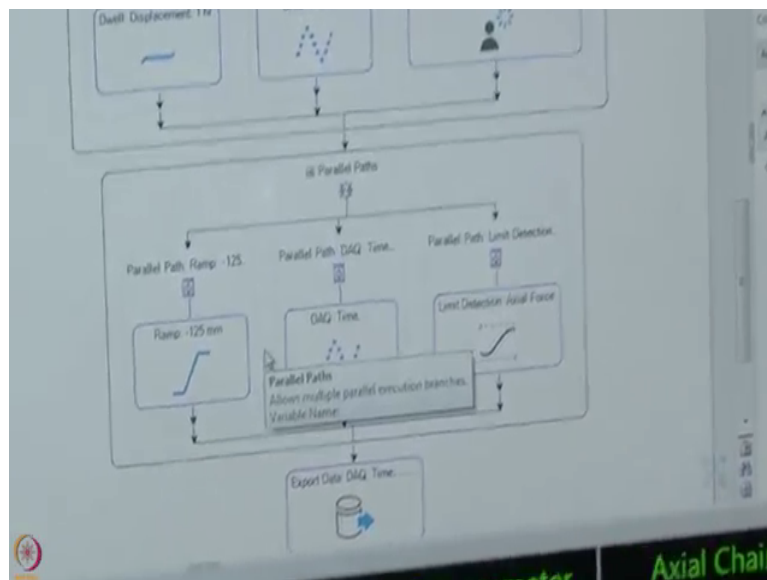 Dwell Displacement:
Parallel Paths
Parallel Path: Ramp: -125.
Parallel Path: DAQ: Time..
Parallel Path: Limit Detection.
Ramp: -125 mm
DAQ: Time.
Limit Detection: Axial Force
Parallel Paths
Allows multiple parallel execution branches.
Variable Name:
Export Data: DAQ: Time.
Axial Chai